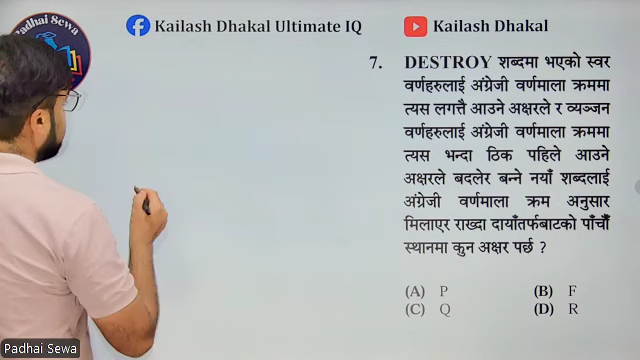 Padhai Sewa
Kailash Dhakal Ultimate IQ
Kailash Dhakal
7. DESTROY शब्दमा भएको स्वर
वर्णहरुलाई अंग्रेजी वर्णमाला क्रममा
त्यस लगत्तै आउने अक्षरले र व्यञ्जन
वर्णहरुलाई अंग्रेजी वर्णमाला क्रममा
त्यस भन्दा ठिक पहिले आउने
अक्षरले बदलेर बन्ने नयाँ शब्दलाई
अंग्रेजी वर्णमाला क्रम अनुसार
मिलाएर राख्दा दायाँतर्फबाटको पाँचौँ
स्थानमा कुन अक्षर पर्छ ?
(A) P (B) F
(C) Q (D) R
Padhai Sewa